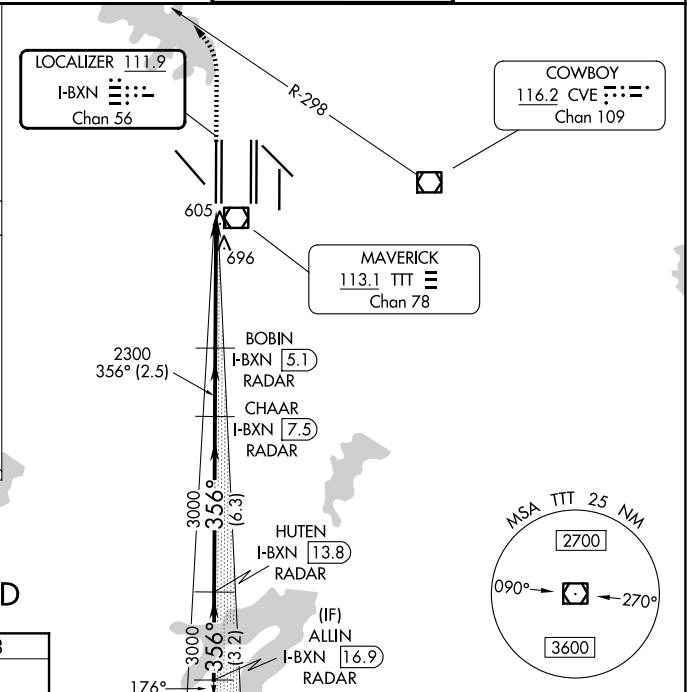 LOCALIZER 111.9
I-BXN
Chan 56
R-298
COWBOY
116.2 CVE
Chan 109
605
696
MAVERICK
113.1 TTT
Chan 78
2300
356° (2.5)
BOBIN
I-BXN 5.1
RADAR
CHAAR
I-BXN 7.5
RADAR
3000
356°
(6.3)
HUTEN
I-BXN 13.8
RADAR
MSA TTT 25 NM
2700
090°
270°
3600
D
3000
356°
(3.2)
(IF)
ALLIN
I-BXN 16.9
RADAR
176°